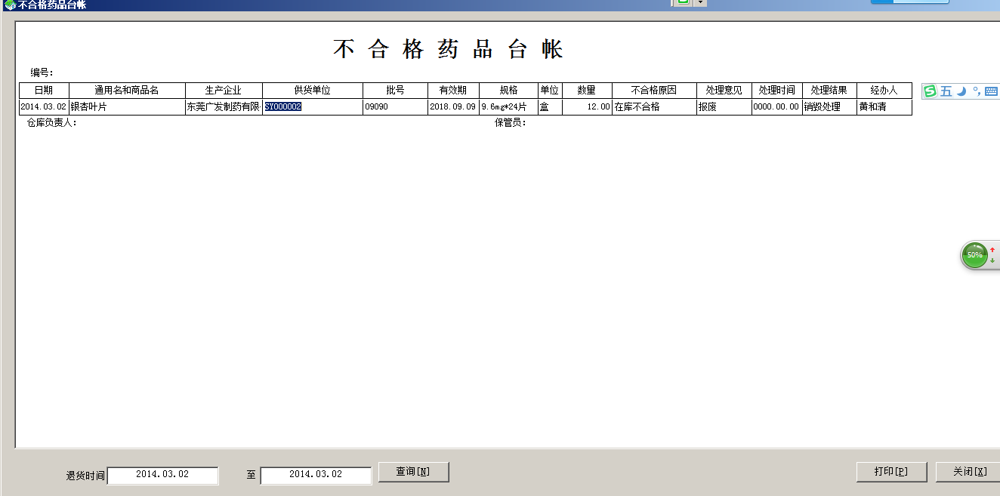 不合格药品台帐
不合格药品台帐
编号：
日期 通用名和商品名 生产企业 供货单位 批号 有效期 规格 单位 数量 不合格原因 处理意见 处理时间 处理结果 经办人
2014.03.02 银杏叶片 东莞广发制药有限 SY000002 09090 2018.09.09 9.6mg*24片 盒 12.00 在库不合格 报废 0000.00.00 销毁处理 黄和清
仓库负责人： 保管员：
五
50%
退货时间 2014.03.02 至 2014.03.02 查询[N] 打印[P] 关闭[X]